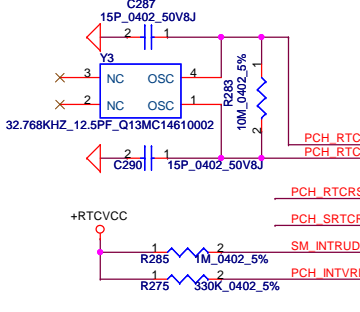 C287
15P_0402_50V8J
2 1
Y3
3 NC OSC 4
2 NC OSC 1
32.768KHZ_12.5PF_Q13MC14610002
R283
10M_0402_5%
1
2
PCH_RTC
PCH_RTC
2 1
C290 15P_0402_50V8J
PCH_RTCRS
+RTCVCC
PCH_SRTCR
SM_INTRUD
1 2
R285 1M_0402_5%
PCH_INTVR
1 2
R275 330K_0402_5%